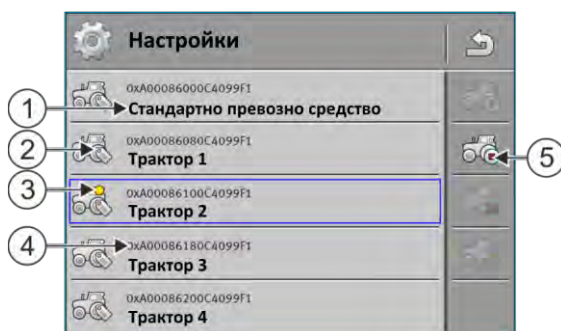 Настройки
0xA00086000C4099F1
Стандартно превозно средство
1
0xA00086080C4099F1
Трактор 1
2
5
0xA00086100C4099F1
Трактор 2
3
0xA00086180C4099F1
Трактор 3
4
0xA00086200C4099F1
Трактор 4